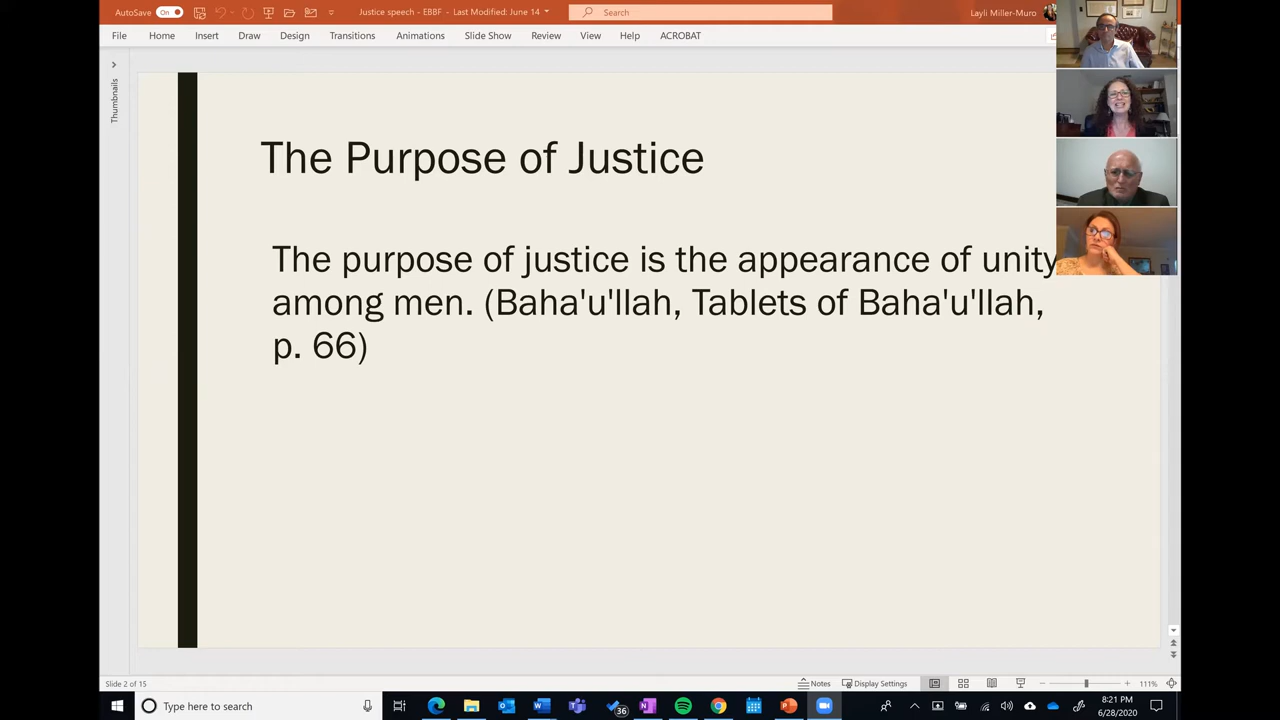 AutoSave On Justice speech - EBBF - Last Modified: June 14 Search Layli Miller-Muro
File Home Insert Draw Design Transitions Animations Slide Show Review View Help ACROBAT
Thumbnails
The Purpose of Justice
The purpose of justice is the appearance of unity
among men. (Baha'u'llah, Tablets of Baha'u'llah,
p. 66)
Slide 2 of 15 Notes Display Settings 111%
Type here to search 36 8:21 PM
6/28/2020